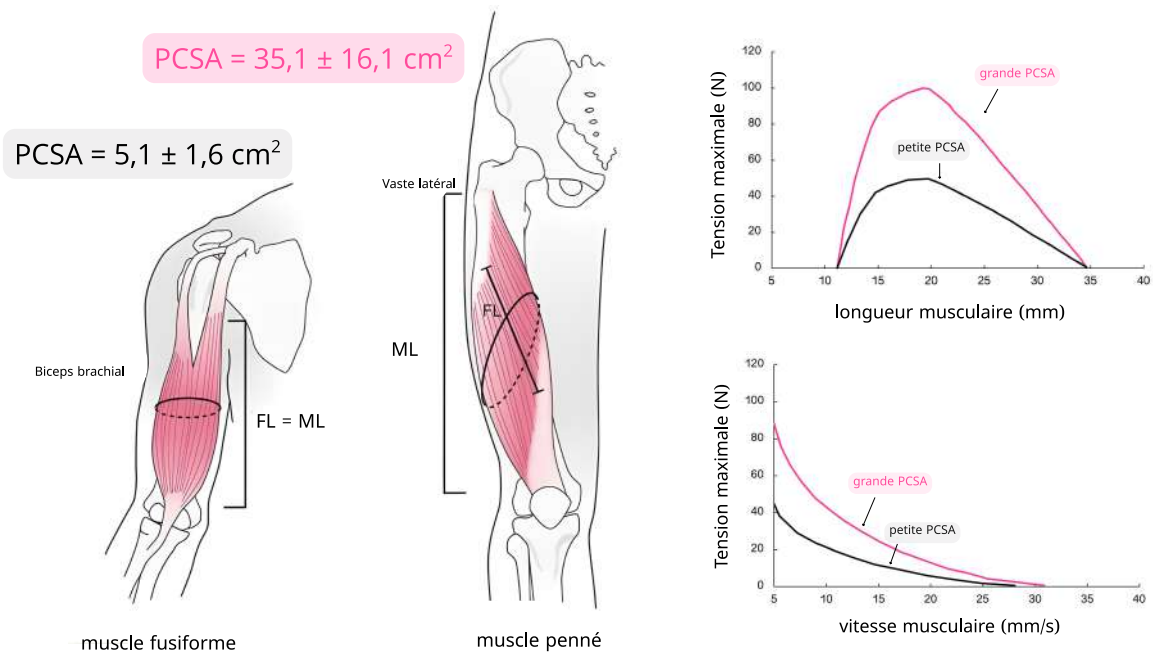 PCSA = 35,1 ± 16,1 cm²
PCSA = 5,1 ± 1,6 cm²
Biceps brachial
FL = ML
muscle fusiforme
Vaste latéral
ML
FL
muscle penné
Tension maximale (N)
120
100
80
60
40
20
0
5 10 15 20 25 30 35 40
grande PCSA
petite PCSA
longueur musculaire (mm)
Tension maximale (N)
120
100
80
60
40
20
0
5 10 15 20 25 30 35 40
grande PCSA
petite PCSA
vitesse musculaire (mm/s)